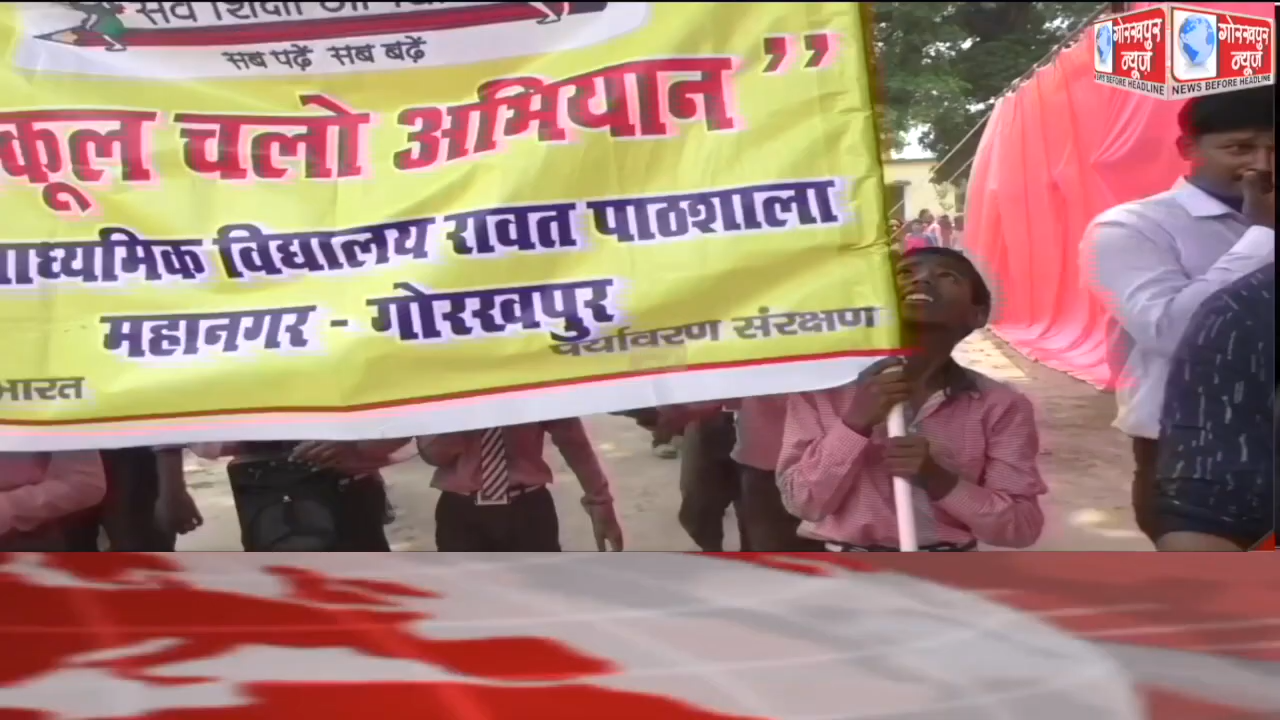 सर्व शिक्षा
सब पढ़ें सब बढ़ें
कूल चलो अभियान ”
माध्यमिक विद्यालय रावत पाठशाला
महानगर - गोरखपुर
पर्यावरण संरक्षण
भारत
गोरखपुर
न्यूज
NEWS BEFORE HEADLINE
गोरखपुर
न्यूज
NEWS BEFORE HEADLINE